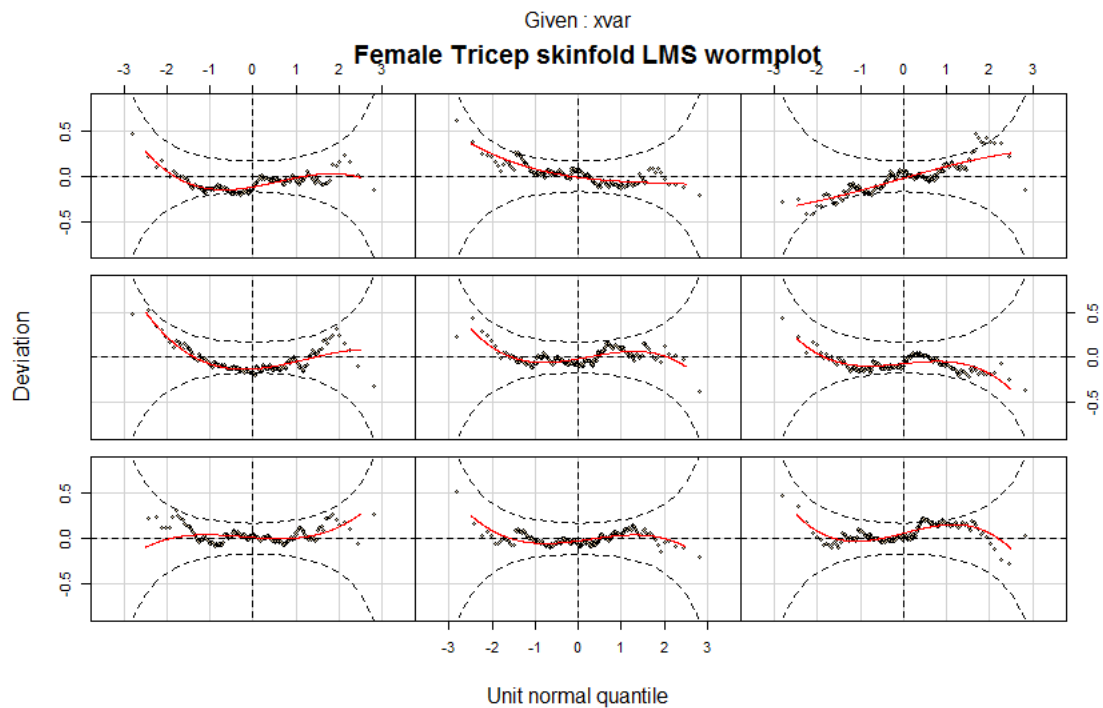 Given : xvar
Female Tricep skinfold LMS wormplot
-3 -2 -1 0 1 2 3 -3 -2 -1 0 1 2 3
0.5
0.0
-0.5
Deviation
0.5
0.0
-0.5
0.5
0.0
-0.5
-3 -2 -1 0 1 2 3
Unit normal quantile